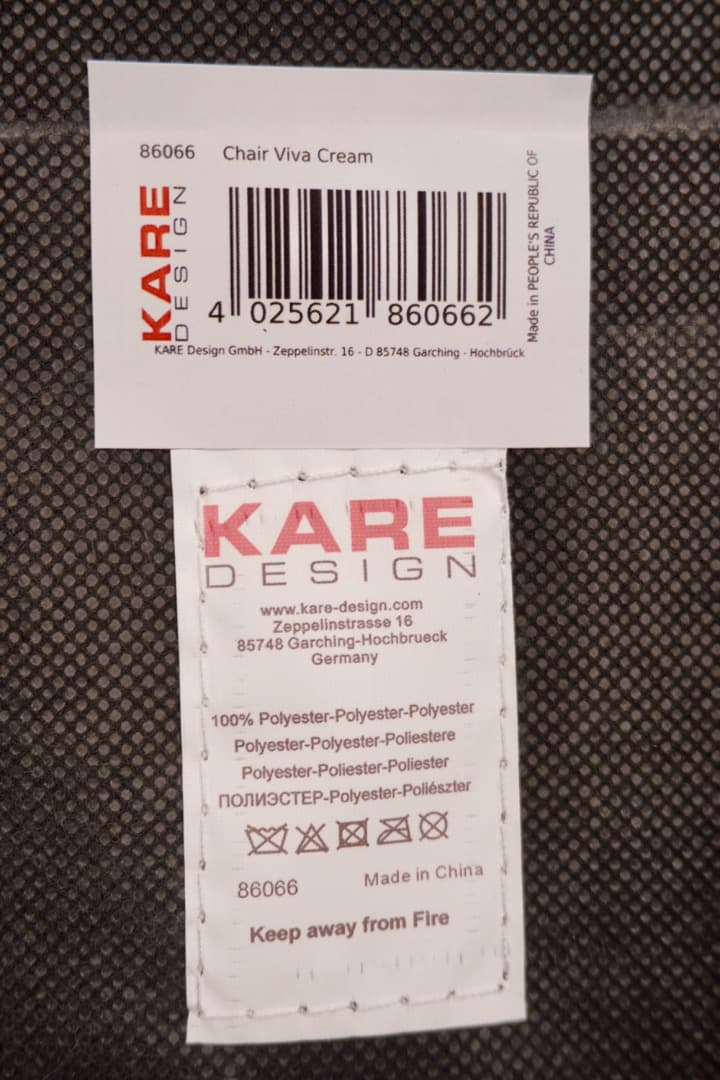 86066 Chair Viva Cream
KARE
DESIGN
4 025621 860662
KARE Design GmbH - Zeppelinstr. 16 - D 85748 Garching - Hochbrück
Made in PEOPLE'S REPUBLIC OF
CHINA
KARE
DESIGN
www.kare-design.com
Zeppelinstrasse 16
85748 Garching-Hochbrueck
Germany
100% Polyester-Polyester-Polyester
Polyester-Polyester-Poliestere
Polyester-Poliester-Poliester
ПОЛИЭСТЕР-Polyester-Poliészter
86066 Made in China
Keep away from Fire